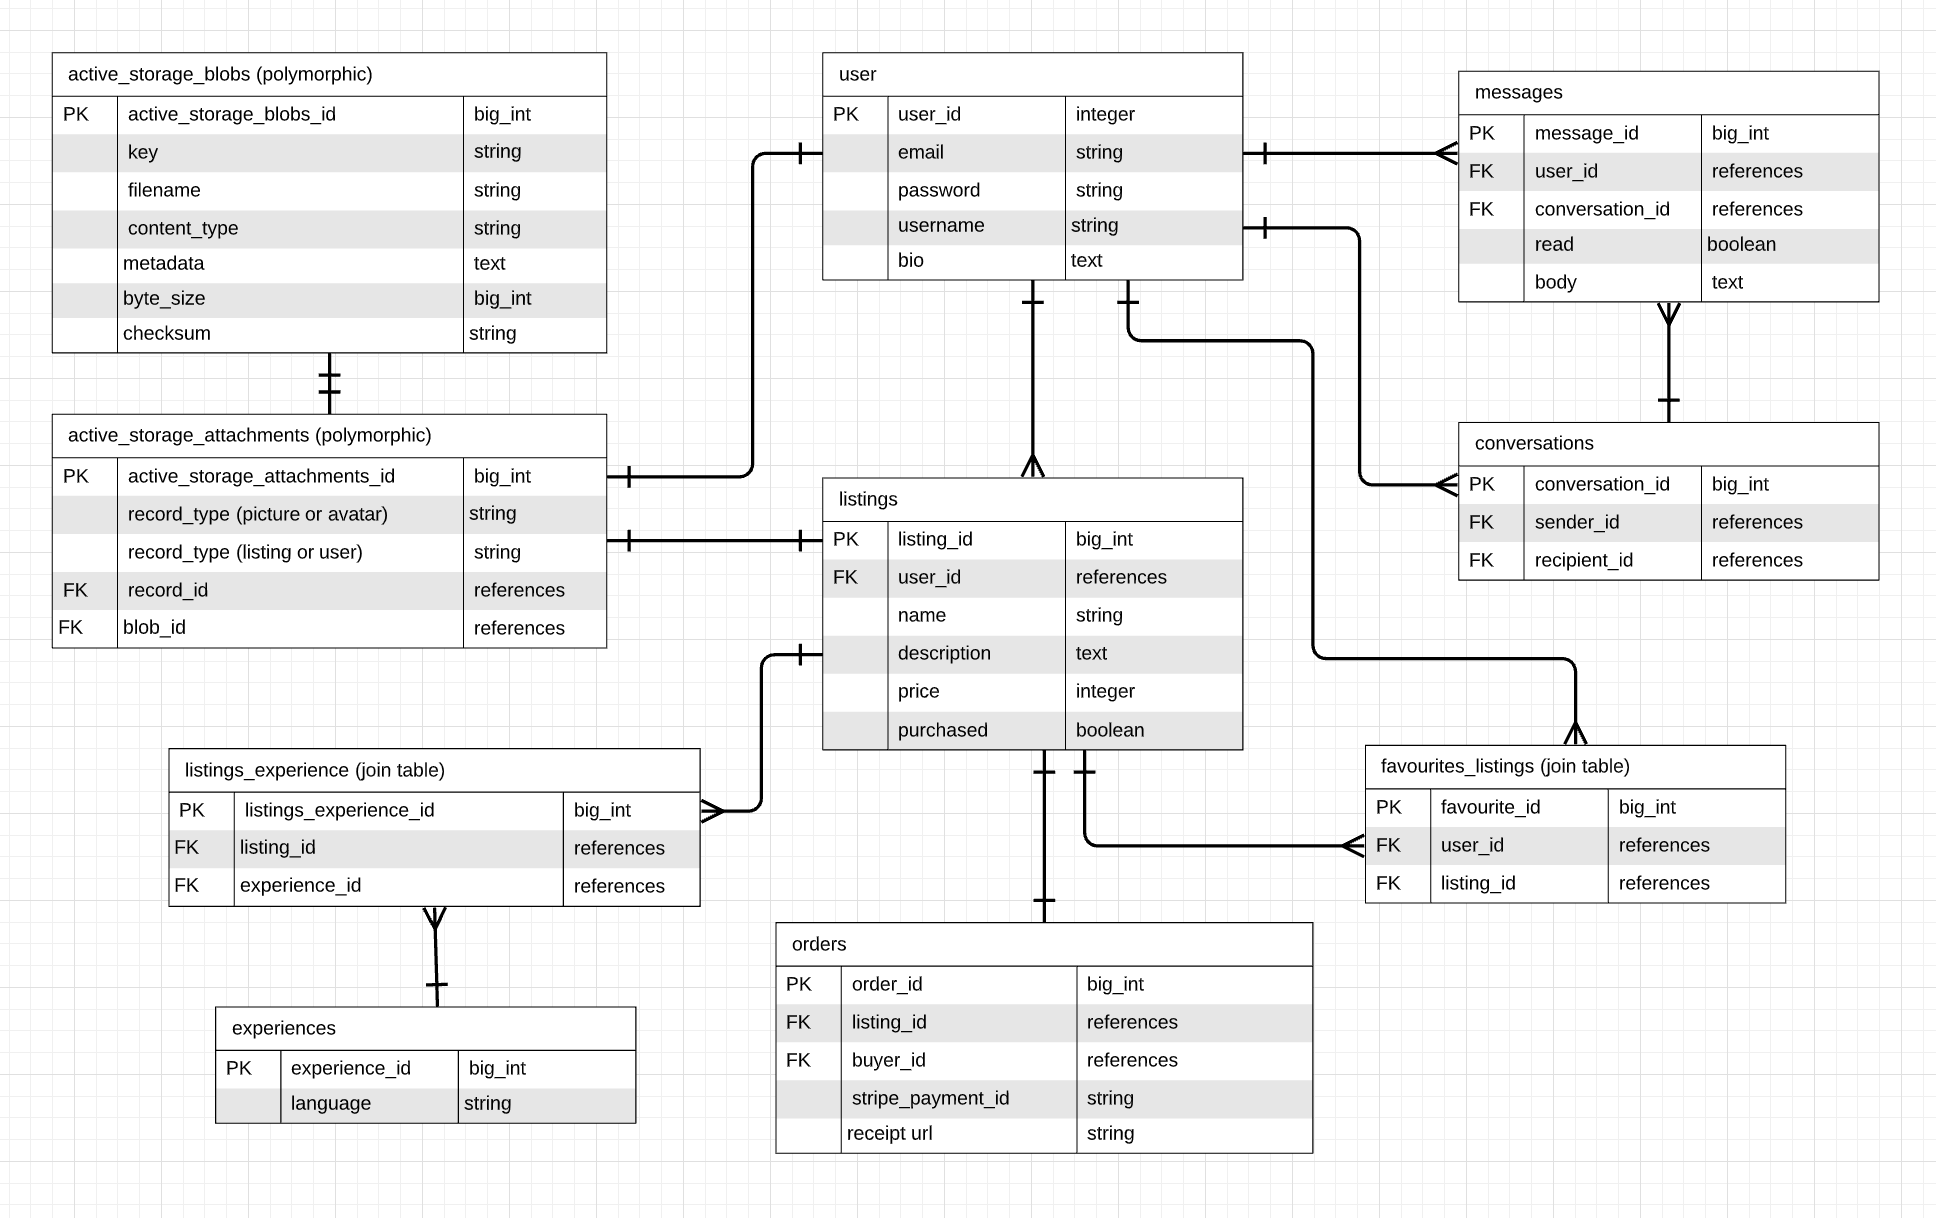 active_storage_blobs (polymorphic)
PK active_storage_blobs_id big_int
key string
filename string
content_type string
metadata text
byte_size big_int
checksum string
active_storage_attachments (polymorphic)
PK active_storage_attachments_id big_int
record_type (picture or avatar) string
record_type (listing or user) string
FK record_id references
FK blob_id references
user
PK user_id integer
email string
password string
username string
bio text
messages
PK message_id big_int
FK user_id references
FK conversation_id references
read boolean
body text
conversations
PK conversation_id big_int
FK sender_id references
FK recipient_id references
listings
PK listing_id big_int
FK user_id references
name string
description text
price integer
purchased boolean
listings_experience (join table)
PK listings_experience_id big_int
FK listing_id references
FK experience_id references
favourites_listings (join table)
PK favourite_id big_int
FK user_id references
FK listing_id references
experiences
PK experience_id big_int
language string
orders
PK order_id big_int
FK listing_id references
FK buyer_id references
stripe_payment_id string
receipt url string